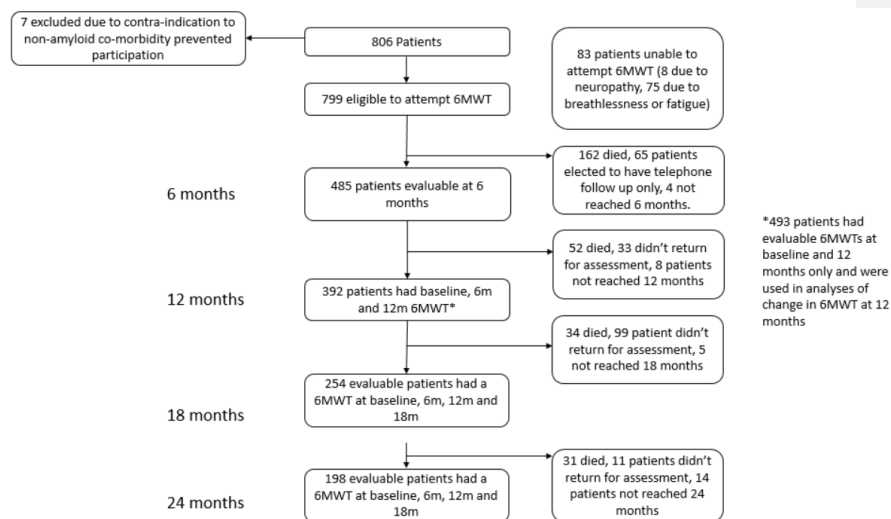 7 excluded due to contra-indication to
non-amyloid co-morbidity prevented
participation
806 Patients
83 patients unable to
attempt 6MWT (8 due to
neuropathy, 75 due to
breathlessness or fatigue)
799 eligible to attempt 6MWT
162 died, 65 patients
elected to have telephone
follow up only, 4 not
reached 6 months.
6 months
485 patients evaluable at 6
months
*493 patients had
evaluable 6MWTs at
baseline and 12
months only and were
used in analyses of
change in 6MWT at 12
months
52 died, 33 didn't return
for assessment, 8 patients
not reached 12 months
12 months
392 patients had baseline, 6m
and 12m 6MWT*
34 died, 99 patient didn't
return for assessment, 5
not reached 18 months
18 months
254 evaluable patients had a
6MWT at baseline, 6m, 12m and
18m
31 died, 11 patients didn't
return for assessment, 14
patients not reached 24
months
24 months
198 evaluable patients had a
6MWT at baseline, 6m, 12m and
18m